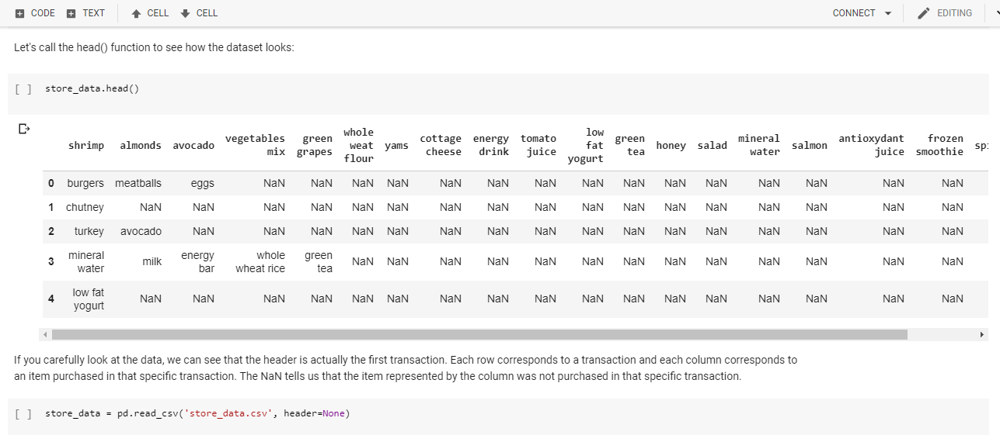 CODE TEXT CELL CELL CONNECT EDITING
Let's call the head() function to see how the dataset looks:
[ ] store_data.head()
whole low
vegetables green weat cottage energy tomato fat green mineral antioxydant frozen
shrimp almonds avocado mix grapes flour yams cheese drink juice yogurt tea honey salad water salmon juice smoothie
0 burgers meatballs eggs NaN NaN NaN NaN NaN NaN NaN NaN NaN NaN NaN NaN NaN NaN NaN
1 chutney NaN NaN NaN NaN NaN NaN NaN NaN NaN NaN NaN NaN NaN NaN NaN NaN NaN
2 turkey avocado NaN NaN NaN NaN NaN NaN NaN NaN NaN NaN NaN NaN NaN NaN NaN NaN
mineral energy whole green
3 water milk bar wheat rice tea NaN NaN NaN NaN NaN NaN NaN NaN NaN NaN NaN NaN NaN
low fat
4 yogurt NaN NaN NaN NaN NaN NaN NaN NaN NaN NaN NaN NaN NaN NaN NaN NaN NaN
If you carefully look at the data, we can see that the header is actually the first transaction. Each row corresponds to a transaction and each column corresponds to
an item purchased in that specific transaction. The NaN tells us that the item represented by the column was not purchased in that specific transaction.
[ ] store_data = pd.read_csv('store_data.csv', header=None)